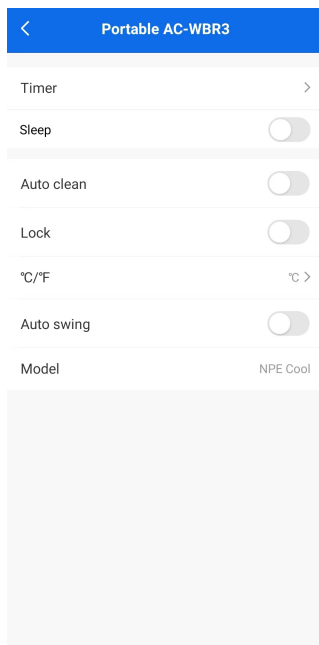 Portable AC-WBR3
Timer
Sleep
Auto clean
Lock
℃/℉ ℃
Auto swing
Model NPE Cool